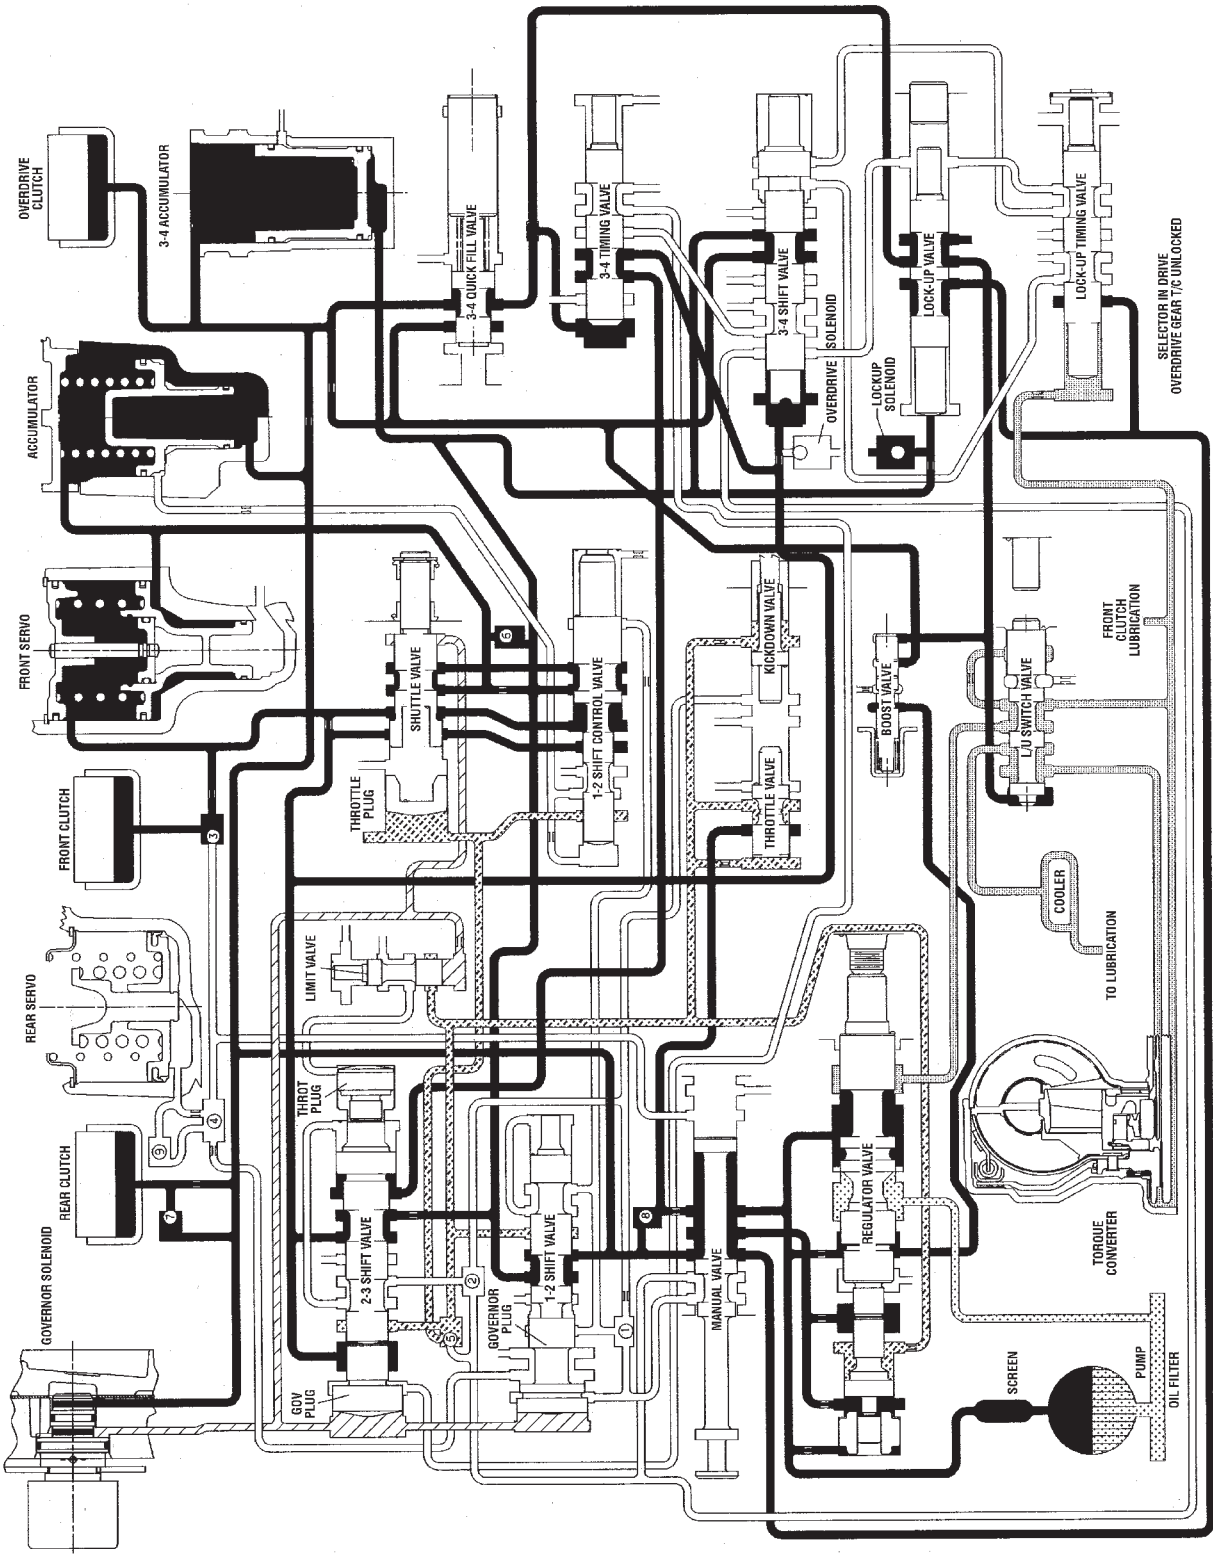 OVERDRIVE
CLUTCH
3-4 ACCUMULATOR
3-4 QUICK FILL VALVE
3-4 TIMING VALVE
3-4 SHIFT VALVE
OVERDRIVE SOLENOID
LOCK-UP VALVE
LOCKUP
SOLENOID
LOCK-UP TIMING VALVE
SELECTOR IN DRIVE
OVERDRIVE GEAR T/C UNLOCKED
ACCUMULATOR
FRONT SERVO
SHUTTLE VALVE
THROTTLE
PLUG
6
1-2 SHIFT CONTROL VALVE
KICKDOWN VALVE
THROTTLE VALVE
BOOST VALVE
L/U SWITCH VALVE
FRONT
CLUTCH
LUBRICATION
FRONT CLUTCH
3
COOLER
TO LUBRICATION
REAR SERVO
LIMIT VALVE
9
4
REAR CLUTCH
7
THROT
PLUG
2-3 SHIFT VALVE
GOV
PLUG
5
2
1-2 SHIFT VALVE
GOVERNOR
PLUG
1
8
MANUAL VALVE
REGULATOR VALVE
TORQUE
CONVERTER
GOVERNOR SOLENOID
SCREEN
PUMP
OIL FILTER